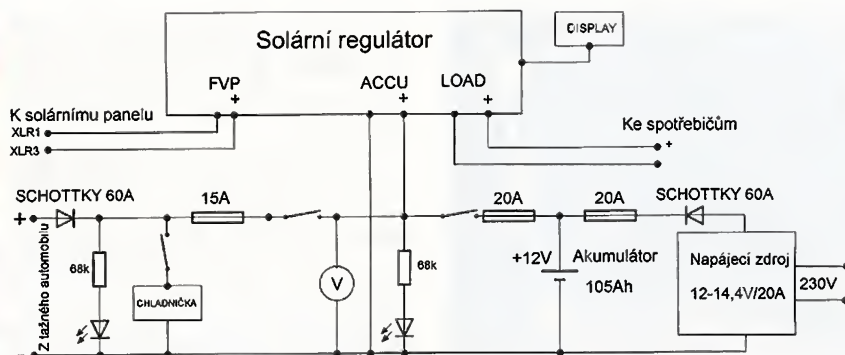 Solární regulátor
DISPLAY
FVP
ACCU
LOAD
+
+
+
K solárnímu panelu
XLR1
XLR3
Ke spotřebičům
+
SCHOTTKY 60A
15A
20A
20A
SCHOTTKY 60A
+
Z tažného automobilu
68k
CHLADNIČKA
V
68k
+12V
Akumulátor
105Ah
Napájecí zdroj
12-14,4V/20A
230V
-